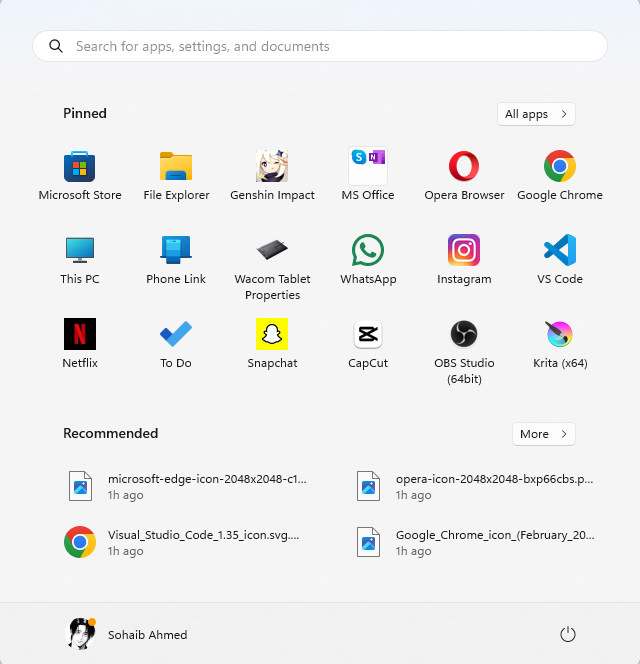 Search for apps, settings, and documents
Pinned
All apps
Microsoft Store
File Explorer
Genshin Impact
MS Office
Opera Browser
Google Chrome
This PC
Phone Link
Wacom Tablet
Properties
WhatsApp
Instagram
VS Code
Netflix
To Do
Snapchat
CapCut
OBS Studio
(64bit)
Krita (x64)
Recommended
More
microsoft-edge-icon-2048x2048-c1...
1h ago
opera-icon-2048x2048-bxp66cbs.p...
1h ago
Visual_Studio_Code_1.35_icon.svg....
1h ago
Google_Chrome_icon_(February_20...
1h ago
Sohaib Ahmed